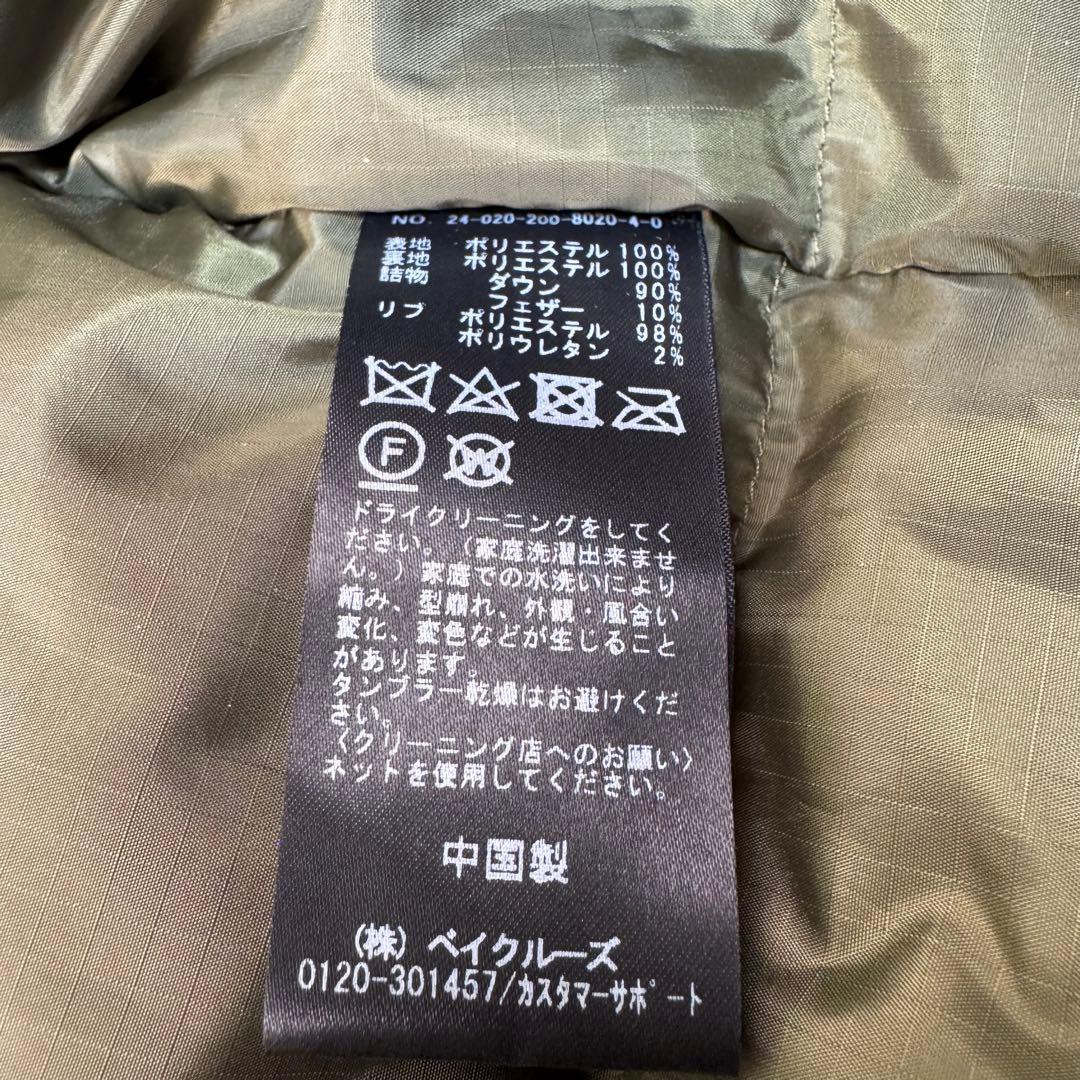 NO. 24-020-200-8020-4-0
表地 ポリエステル 100%
裏地 ポリエステル 100%
詰物 ダウン 90%
フェザー 10%
リブ ポリエステル 98%
ポリウレタン 2%
F
W
ドライクリーニングをしてく
ださい。（家庭洗濯出来ませ
ん。）家庭での水洗いにより
縮み、型崩れ、外観・風合い
変化、変色などが生じること
があります。
タンブラー乾燥はお避けくだ
さい。
〈クリーニング店へのお願い〉
ネットを使用してください。
中国製
(株) ベイクルーズ
0120-301457/カスタマーサポート